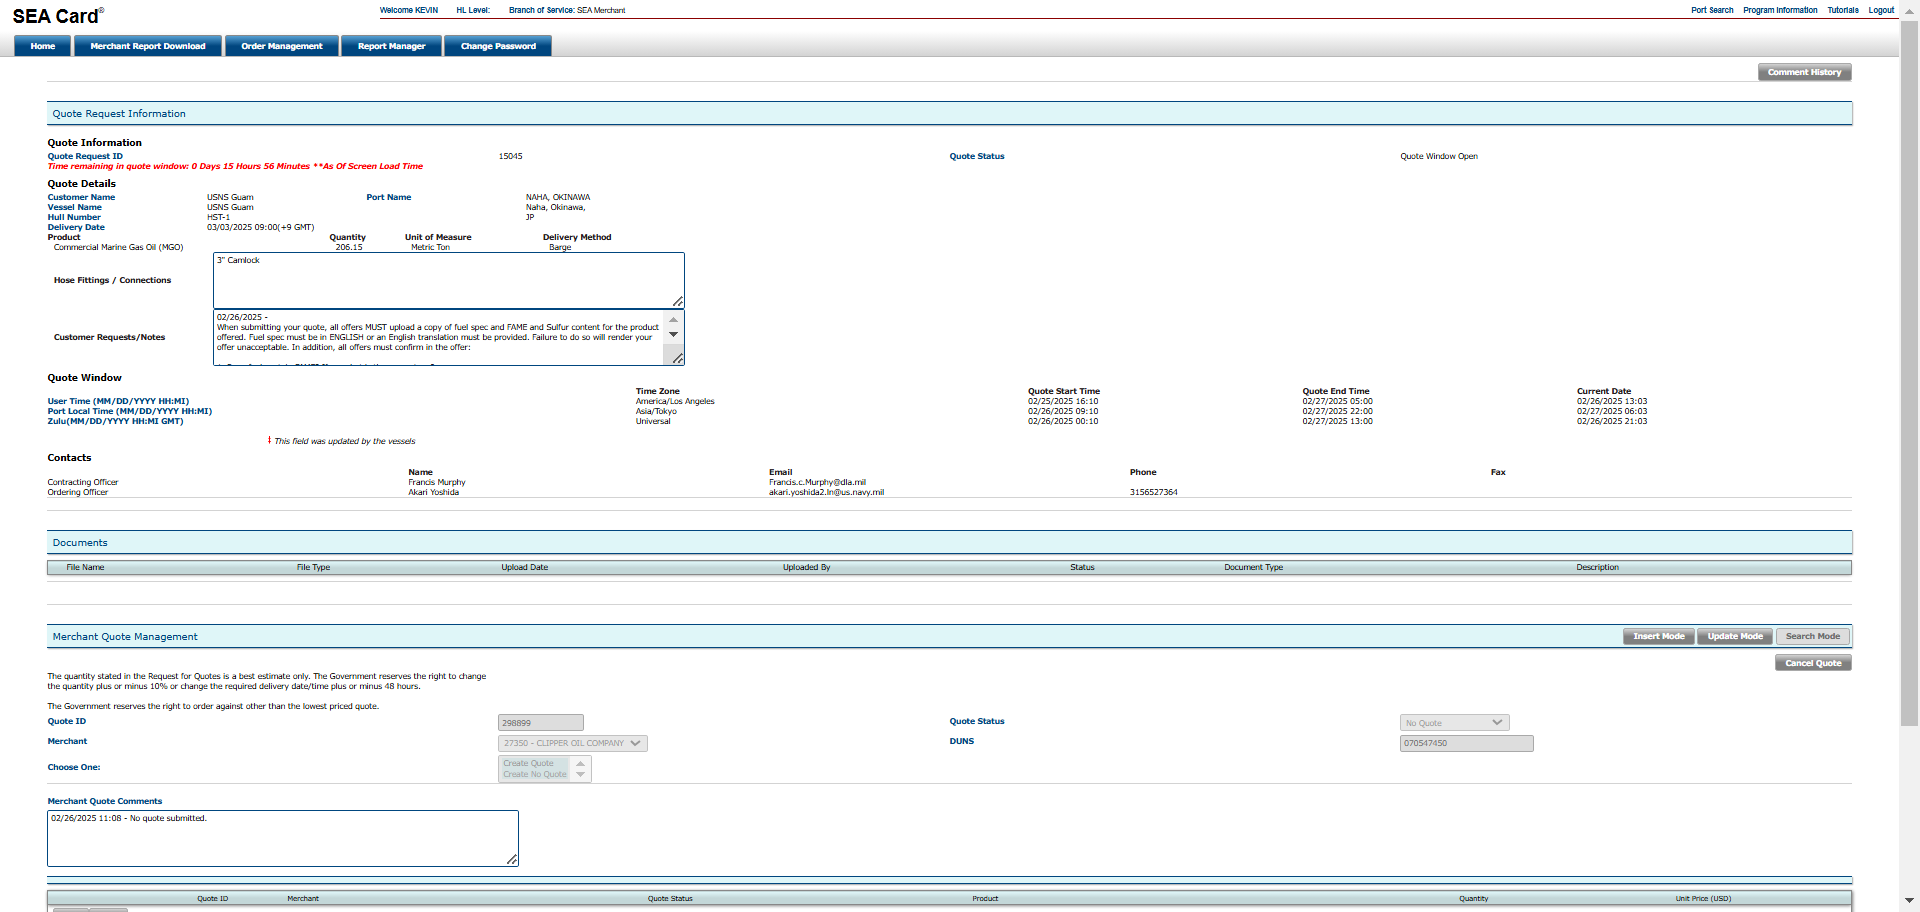 SEA Card®
Welcome KEVIN HL Level: Branch of Service: SEA Merchant
Port Search Program Information Tutorials Logout
Home Merchant Report Download Order Management Report Manager Change Password
Comment History
Quote Request Information
Quote Information
Quote Request ID 15045 Quote Status Quote Window Open
Time remaining in quote window: 0 Days 15 Hours 56 Minutes **As Of Screen Load Time
Quote Details
Customer Name USNS Guam Port Name NAHA, OKINAWA
Vessel Name USNS Guam Naha, Okinawa,
Hull Number HST-1 JP
Delivery Date 03/03/2025 09:00(+9 GMT)
Product Quantity Unit of Measure Delivery Method
Commercial Marine Gas Oil (MGO) 206.15 Metric Ton Barge
Hose Fittings / Connections
3" Camlock
Customer Requests/Notes
02/26/2025 -
When submitting your quote, all offers MUST upload a copy of fuel spec and FAME and Sulfur content for the product
offered. Fuel spec must be in ENGLISH or an English translation must be provided. Failure to do so will render your
offer unacceptable. In addition, all offers must confirm in the offer:
Quote Window
Time Zone Quote Start Time Quote End Time Current Date
User Time (MM/DD/YYYY HH:MI) America/Los Angeles 02/25/2025 16:10 02/27/2025 05:00 02/26/2025 13:03
Port Local Time (MM/DD/YYYY HH:MI) Asia/Tokyo 02/26/2025 09:10 02/27/2025 22:00 02/27/2025 06:03
Zulu(MM/DD/YYYY HH:MI GMT) Universal 02/26/2025 00:10 02/27/2025 13:00 02/26/2025 21:03
‡ This field was updated by the vessels
Contacts
Name Email Phone Fax
Contracting Officer Francis Murphy Francis.c.Murphy@dla.mil
Ordering Officer Akari Yoshida akari.yoshida2.ln@us.navy.mil 3156527364
Documents
File Name File Type Upload Date Uploaded By Status Document Type Description
Merchant Quote Management Insert Mode Update Mode Search Mode
Cancel Quote
The quantity stated in the Request for Quotes is a best estimate only. The Government reserves the right to change
the quantity plus or minus 10% or change the required delivery date/time plus or minus 48 hours.
The Government reserves the right to order against other than the lowest priced quote.
Quote ID 298899 Quote Status No Quote
Merchant 27350 - CLIPPER OIL COMPANY DUNS 070547450
Choose One: Create Quote
Create No Quote
Merchant Quote Comments
02/26/2025 11:08 - No quote submitted.
Quote ID Merchant Quote Status Product Quantity Unit Price (USD)